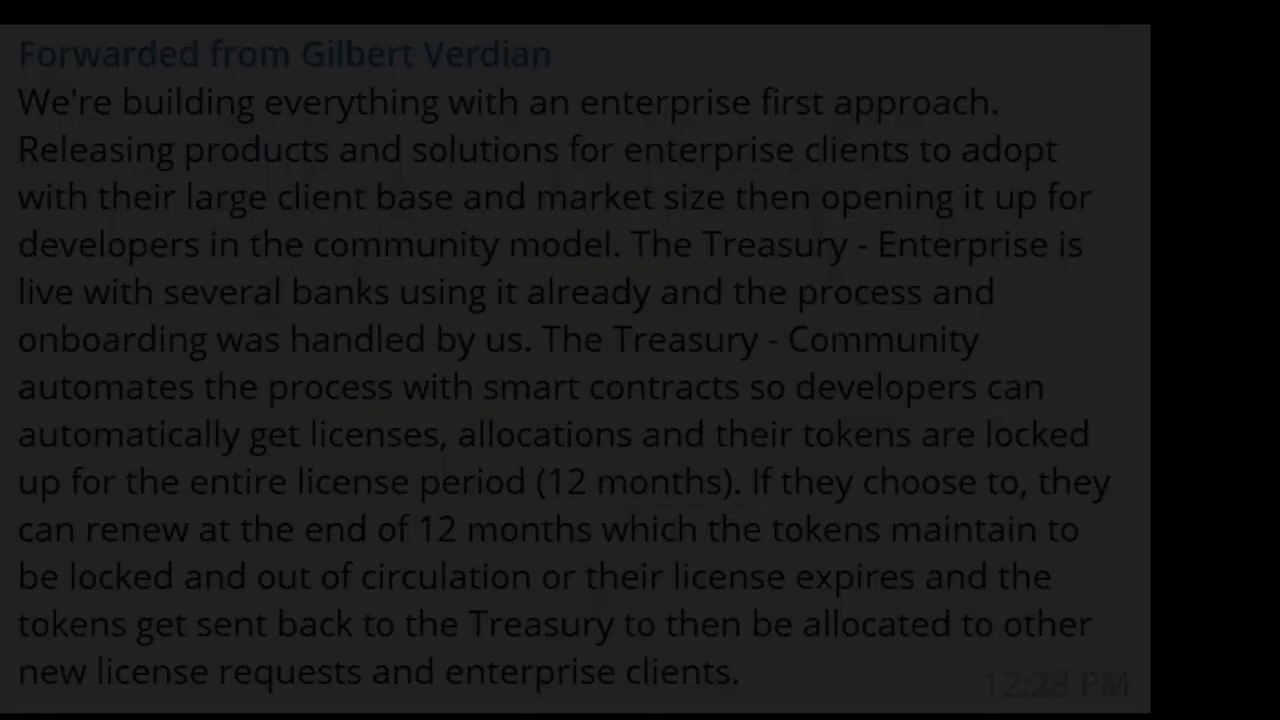 Forwarded from Gilbert Verdian
We're building everything with an enterprise first approach.
Releasing products and solutions for enterprise clients to adopt
with their large client base and market size then opening it up for
developers in the community model. The Treasury - Enterprise is
live with several banks using it already and the process and
onboarding was handled by us. The Treasury - Community
automates the process with smart contracts so developers can
automatically get licenses, allocations and their tokens are locked
up for the entire license period (12 months). If they choose to, they
can renew at the end of 12 months which the tokens maintain to
be locked and out of circulation or their license expires and the
tokens get sent back to the Treasury to then be allocated to other
new license requests and enterprise clients.
12:28 PM